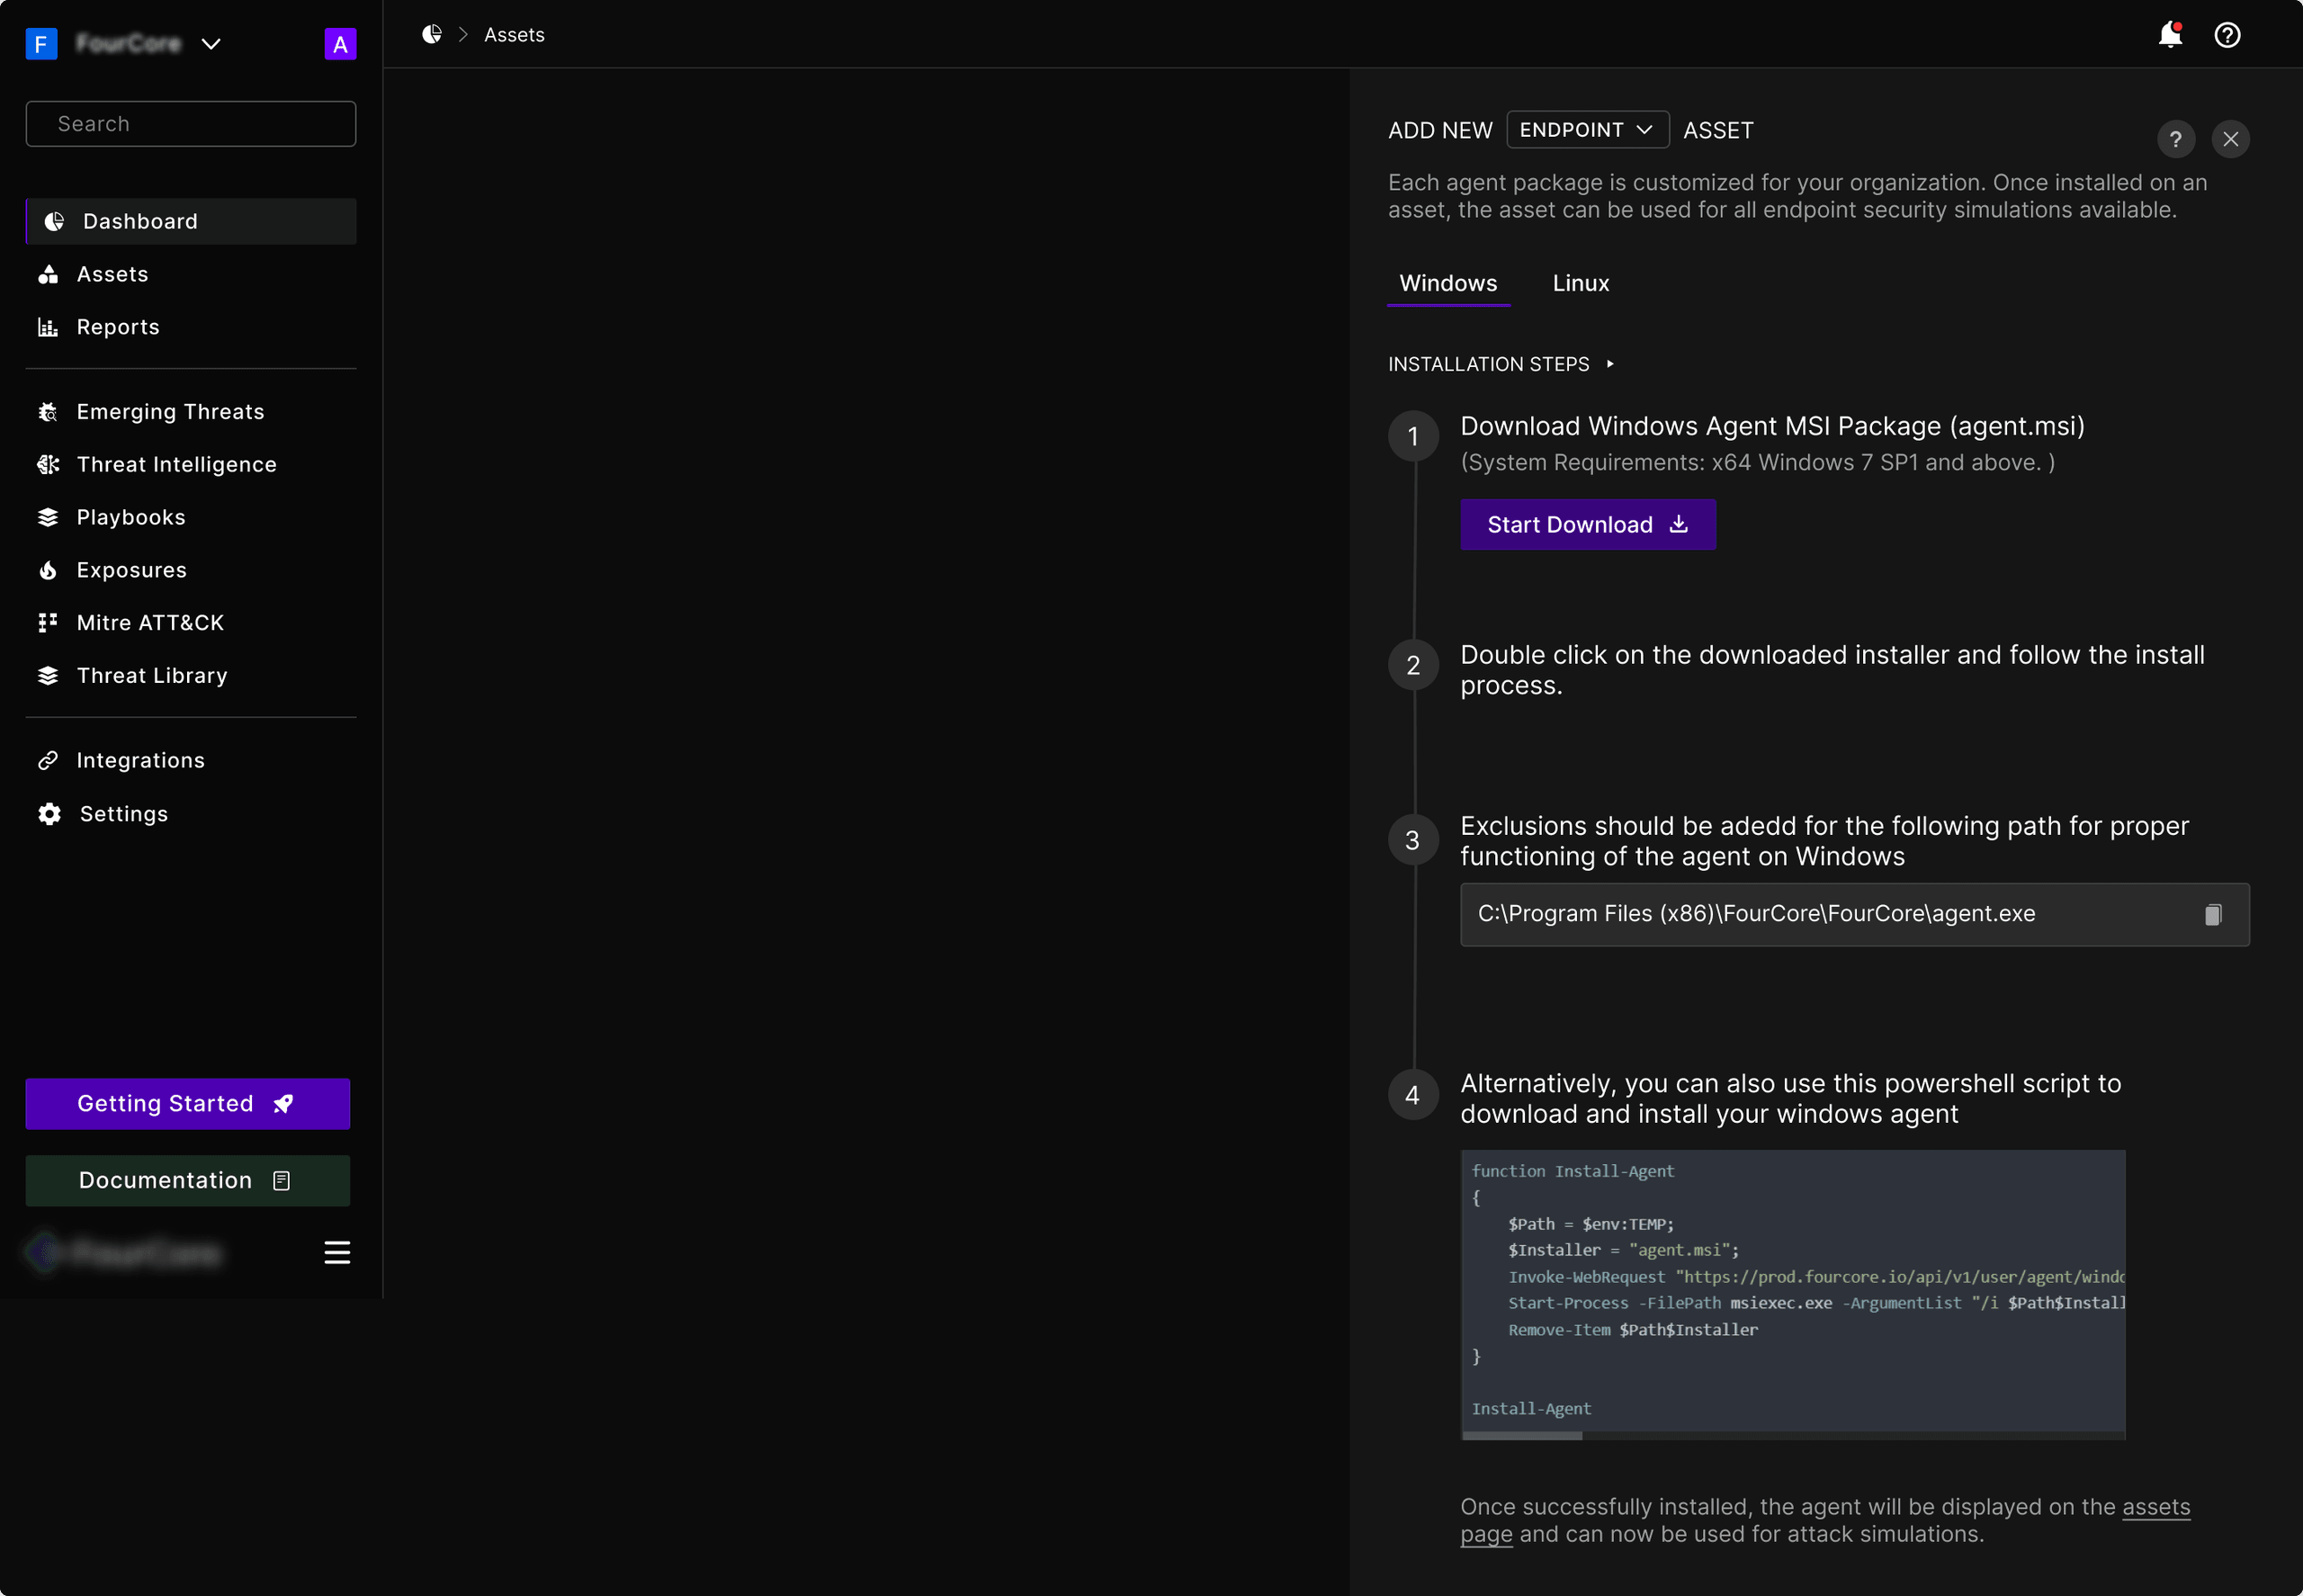 F FourCore A
Search
Dashboard
Assets
Reports
Emerging Threats
Threat Intelligence
Playbooks
Exposures
Mitre ATT&CK
Threat Library
Integrations
Settings
Getting Started
Documentation
FourCore
Assets
ADD NEW ENDPOINT ASSET
?
Each agent package is customized for your organization. Once installed on an
asset, the asset can be used for all endpoint security simulations available.
Windows Linux
INSTALLATION STEPS
1 Download Windows Agent MSI Package (agent.msi)
(System Requirements: x64 Windows 7 SP1 and above. )
Start Download
2 Double click on the downloaded installer and follow the install
process.
3 Exclusions should be adedd for the following path for proper
functioning of the agent on Windows
C:\Program Files (x86)\FourCore\FourCore\agent.exe
4 Alternatively, you can also use this powershell script to
download and install your windows agent
function Install-Agent
{
$Path = $env:TEMP;
$Installer = "agent.msi";
Invoke-WebRequest "https://prod.fourcore.io/api/v1/user/agent/windo
Start-Process -FilePath msiexec.exe -ArgumentList "/i $Path$Install
Remove-Item $Path$Installer
}
Install-Agent
Once successfully installed, the agent will be displayed on the assets
page and can now be used for attack simulations.